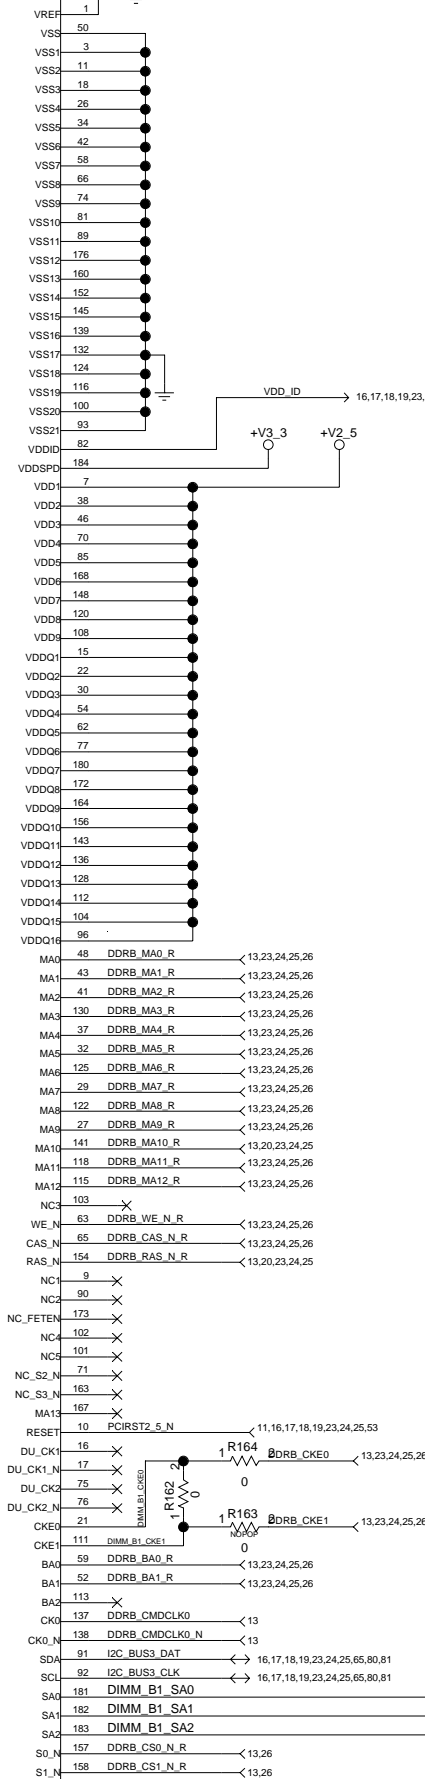 VREF 1
VSS 50
VSS1 3
VSS2 11
VSS3 18
VSS4 26
VSS5 34
VSS6 42
VSS7 58
VSS8 66
VSS9 74
VSS10 81
VSS11 89
VSS12 176
VSS13 160
VSS14 152
VSS15 145
VSS16 139
VSS17 132
VSS18 124
VSS19 116
VDD_ID 16,17,18,19,23,
VSS20 100
VSS21 93
+V3_3 +V2_5
VDDID 82
VDDSPD 184
VDD1 7
VDD2 38
VDD3 46
VDD4 70
VDD5 85
VDD6 168
VDD7 148
VDD8 120
VDD9 108
VDDQ1 15
VDDQ2 22
VDDQ3 30
VDDQ4 54
VDDQ5 62
VDDQ6 77
VDDQ7 180
VDDQ8 172
VDDQ9 164
VDDQ10 156
VDDQ11 143
VDDQ12 136
VDDQ13 128
VDDQ14 112
VDDQ15 104
VDDQ16 96
MA0 48 DDRB_MA0_R 13,23,24,25,26
MA1 43 DDRB_MA1_R 13,23,24,25,26
MA2 41 DDRB_MA2_R 13,23,24,25,26
MA3 130 DDRB_MA3_R 13,23,24,25,26
MA4 37 DDRB_MA4_R 13,23,24,25,26
MA5 32 DDRB_MA5_R 13,23,24,25,26
MA6 125 DDRB_MA6_R 13,23,24,25,26
MA7 29 DDRB_MA7_R 13,23,24,25,26
MA8 122 DDRB_MA8_R 13,23,24,25,26
MA9 27 DDRB_MA9_R 13,23,24,25,26
MA10 141 DDRB_MA10_R 13,20,23,24,25
MA11 118 DDRB_MA11_R 13,23,24,25,26
MA12 115 DDRB_MA12_R 13,23,24,25,26
NC3 103
WE_N 63 DDRB_WE_N_R 13,23,24,25,26
CAS_N 65 DDRB_CAS_N_R 13,23,24,25,26
RAS_N 154 DDRB_RAS_N_R 13,20,23,24,25
NC1 9
NC2 90
NC_FETEN 173
NC4 102
NC5 101
NC_S2_N 71
NC_S3_N 163
MA13 167
RESET 10 PCIRST2_5_N 11,16,17,18,19,23,24,25,53
DU_CK1 16
1 R164 2 DDRB_CKE0 13,23,24,25,26
0
DU_CK1_N 17
DU_CK2 75
DU_CK2_N 76
DIMM_B1_CKE0
1 R162 2
0
CKE0 21
1 R163 2 DDRB_CKE1 13,23,24,25,26
NOPOP
0
CKE1 111 DIMM_B1_CKE1
BA0 59 DDRB_BA0_R 13,23,24,25,26
BA1 52 DDRB_BA1_R 13,23,24,25,26
BA2 113
CK0 137 DDRB_CMDCLK0 13
CK0_N 138 DDRB_CMDCLK0_N 13
SDA 91 I2C_BUS3_DAT 16,17,18,19,23,24,25,65,80,81
SCL 92 I2C_BUS3_CLK 16,17,18,19,23,24,25,65,80,81
SA0 181 DIMM_B1_SA0
SA1 182 DIMM_B1_SA1
SA2 183 DIMM_B1_SA2
S0_N 157 DDRB_CS0_N_R 13,26
S1_N 158 DDRB_CS1_N_R 13,26